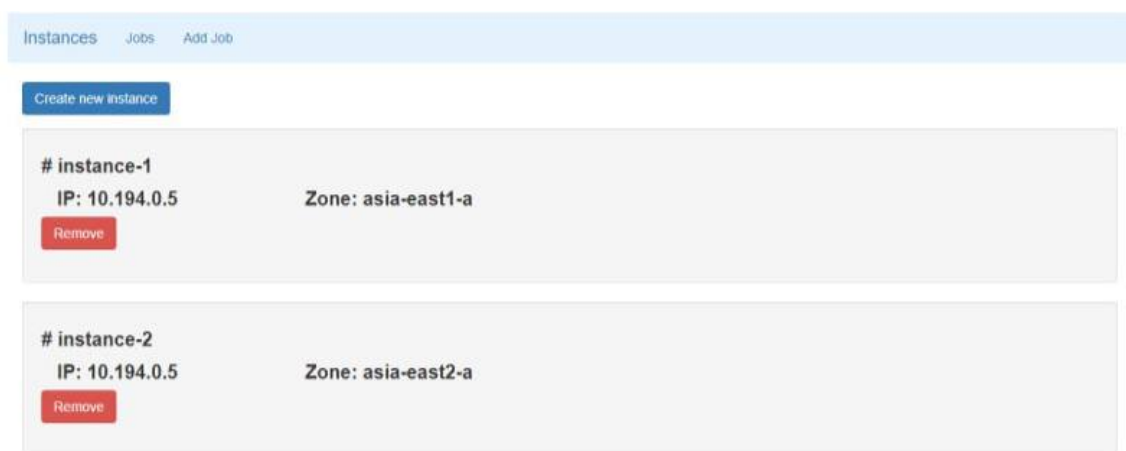 Instances Jobs Add Job
Create new instance
# instance-1
IP: 10.194.0.5 Zone: asia-east1-a
Remove
# instance-2
IP: 10.194.0.5 Zone: asia-east2-a
Remove